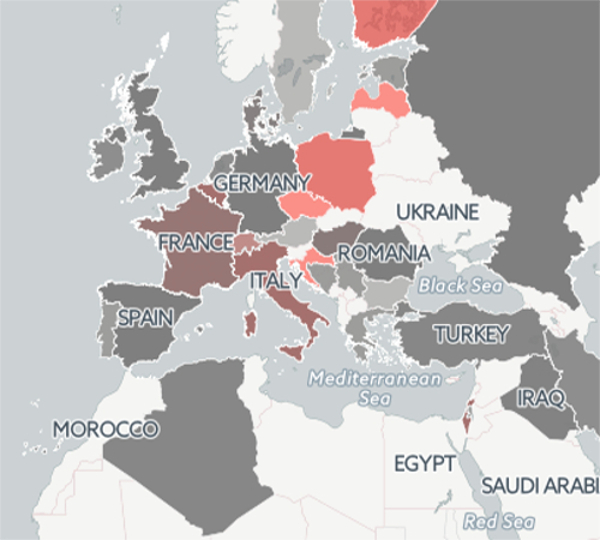 GERMANY
UKRAINE
FRANCE
ROMANIA
ITALY
Black Sea
SPAIN
TURKEY
Mediterranean
Sea
IRAQ
MOROCCO
EGYPT
SAUDI ARABI
Red Sea